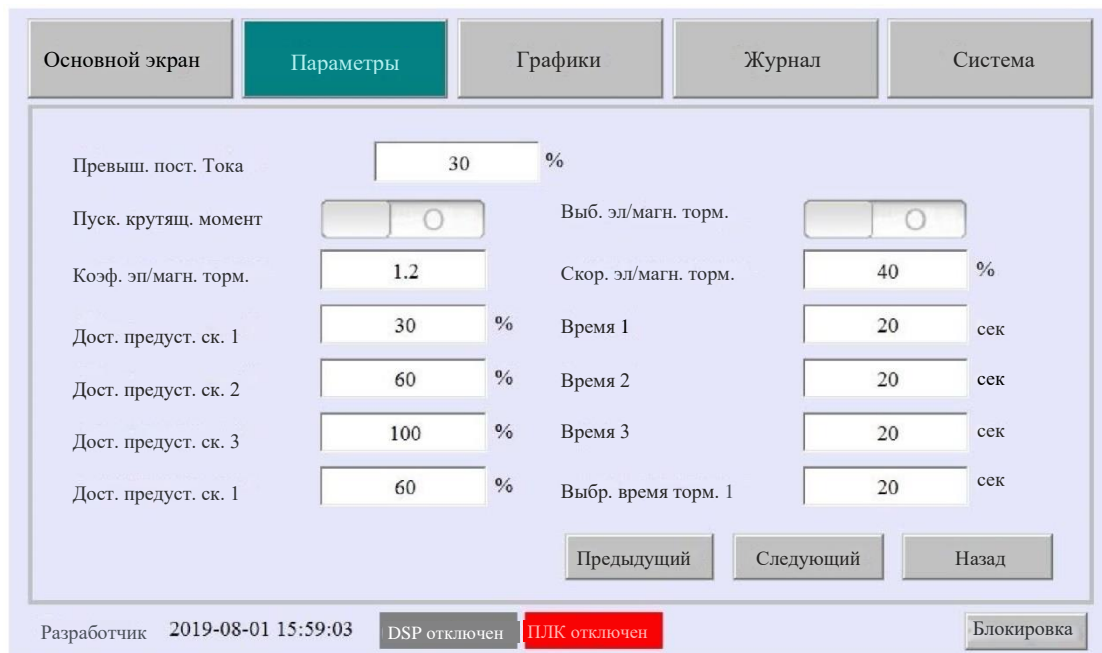 Основной экран Параметры Графики Журнал Система
Превыш. пост. Тока 30 %
Пуск. крутящ. момент Выб. эл/магн. торм.
Коэф. эп/магн. торм. 1.2 Скор. эл/магн. торм. 40 %
Дост. предуст. ск. 1 30 % Время 1 20 сек
Дост. предуст. ск. 2 60 % Время 2 20 сек
Дост. предуст. ск. 3 100 % Время 3 20 сек
Дост. предуст. ск. 1 60 % Выбр. время торм. 1 20 сек
Предыдущий Следующий Назад
Разработчик 2019-08-01 15:59:03 DSP отключен ПЛК отключен Блокировка